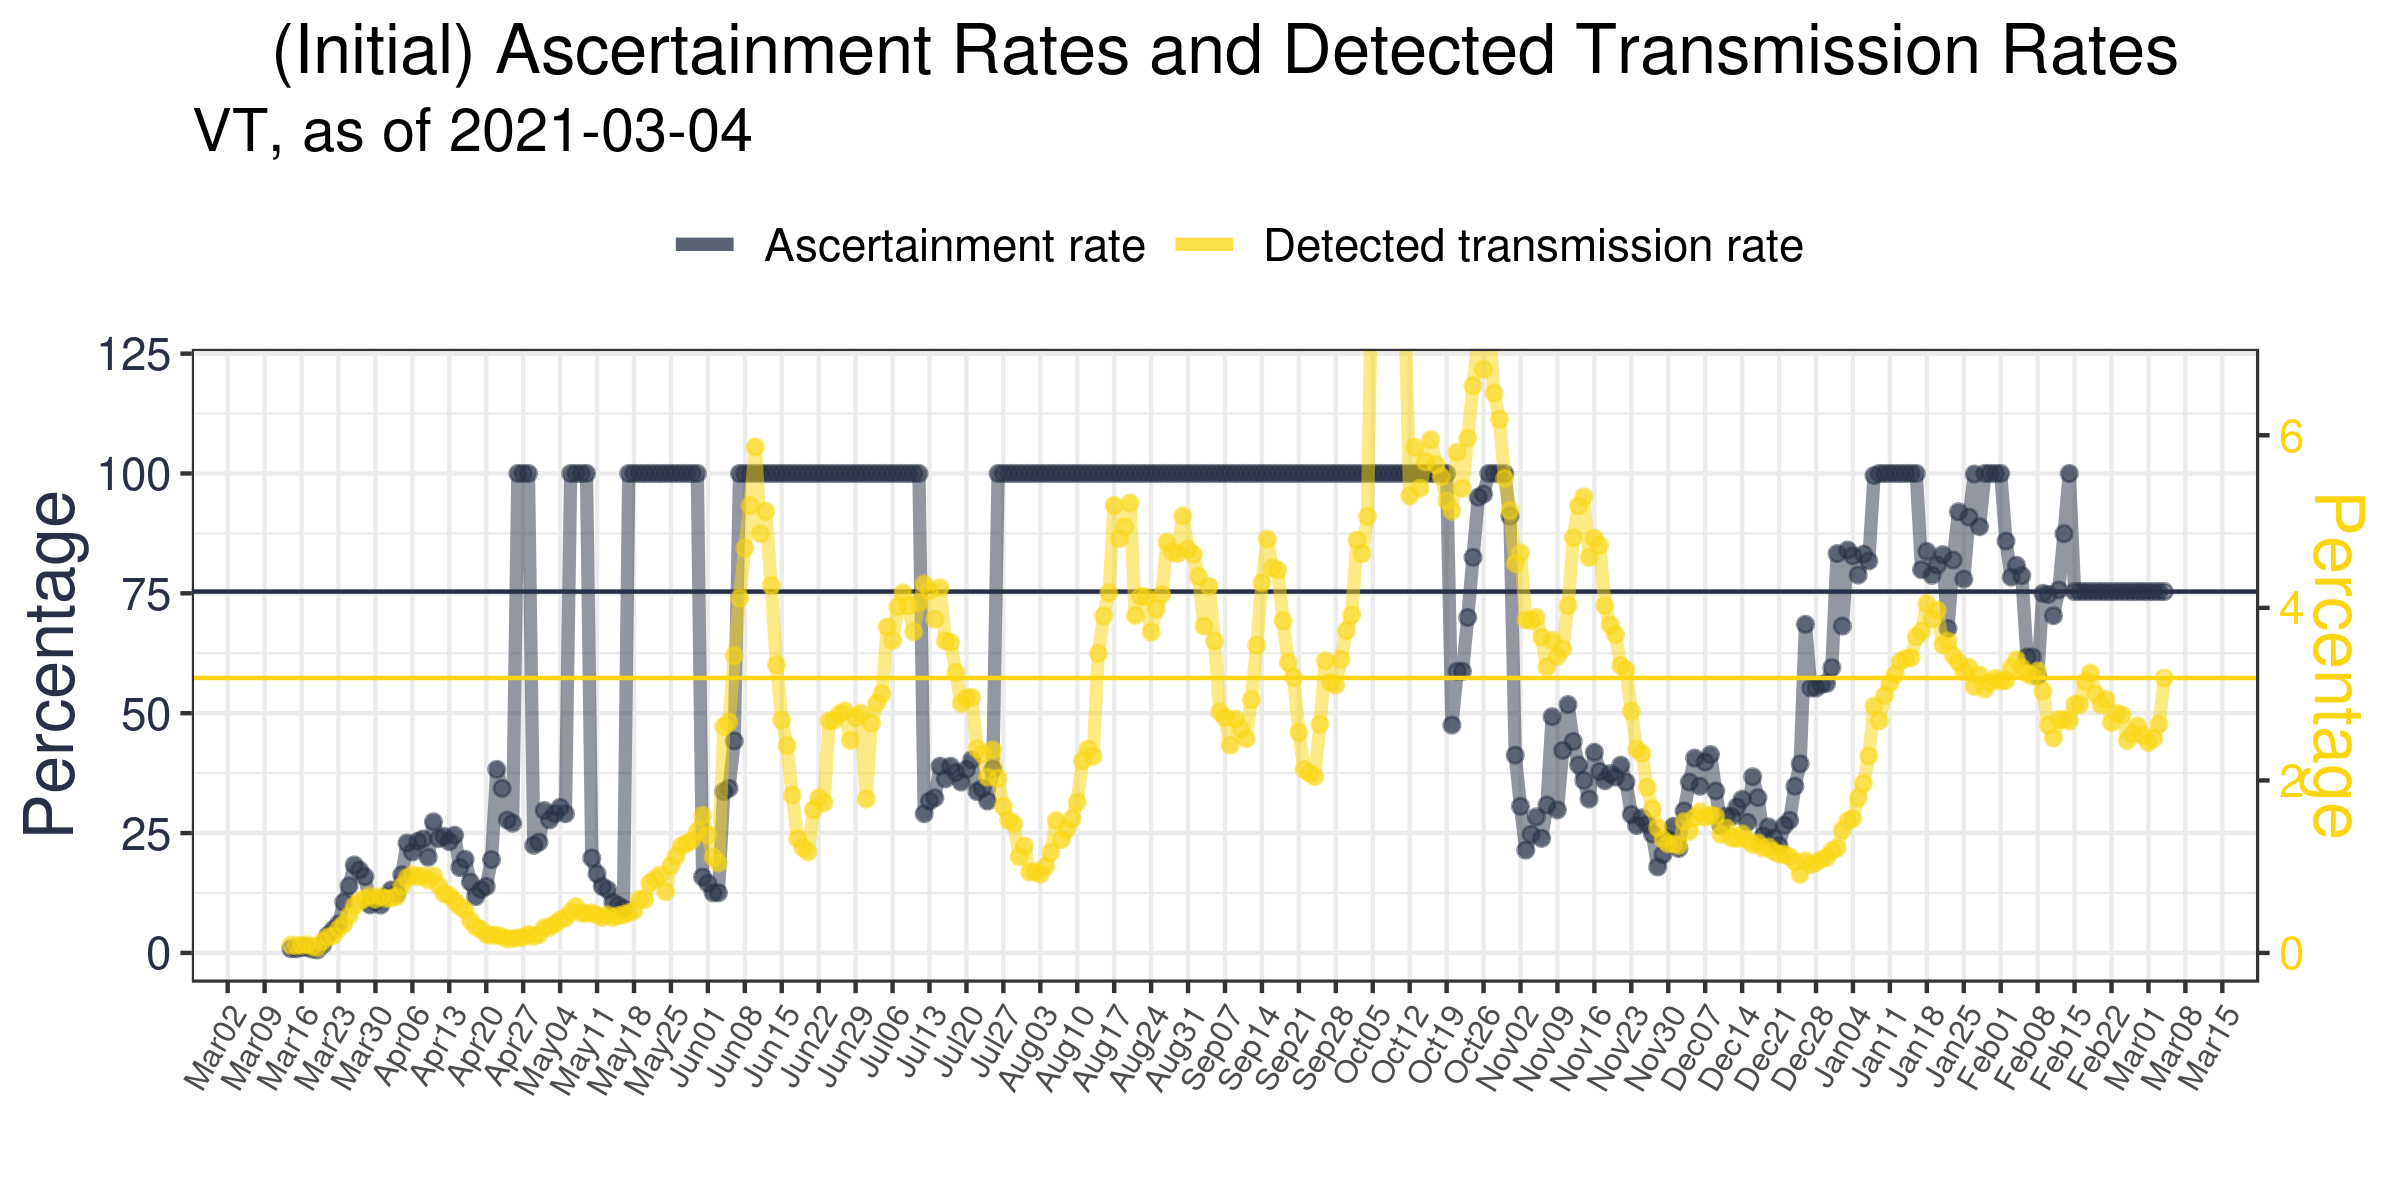 (Initial) Ascertainment Rates and Detected Transmission Rates
VT, as of 2021-03-04
Ascertainment rate
Detected transmission rate
125
100
75
50
25
0
Percentage
6
4
2
0
Percentage
Mar02
Mar09
Mar16
Mar23
Mar30
Apr06
Apr13
Apr20
Apr27
May04
May11
May18
May25
Jun01
Jun08
Jun15
Jun22
Jun29
Jul06
Jul13
Jul20
Jul27
Aug03
Aug10
Aug17
Aug24
Aug31
Sep07
Sep14
Sep21
Sep28
Oct05
Oct12
Oct19
Oct26
Nov02
Nov09
Nov16
Nov23
Nov30
Dec07
Dec14
Dec21
Dec28
Jan04
Jan11
Jan18
Jan25
Feb01
Feb08
Feb15
Feb22
Mar01
Mar08
Mar15